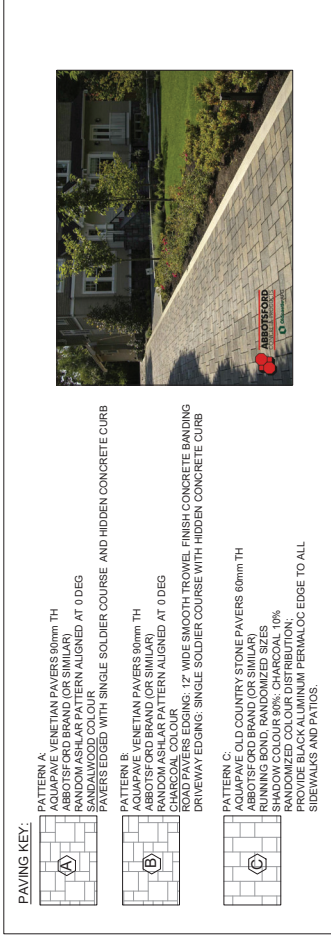 PAVING KEY:
A
PATTERN A:
AQUAPAVE VENETIAN PAVERS 90mm TH
ABBOTSFORD BRAND (OR SIMILAR)
RANDOM ASHLAR PATTERN ALIGNED AT 0 DEG
SANDALWOOD COLOUR
PAVERS EDGED WITH SINGLE SOLDIER COURSE AND HIDDEN CONCRETE CURB
B
PATTERN B:
AQUAPAVE VENETIAN PAVERS 90mm TH
ABBOTSFORD BRAND (OR SIMILAR)
RANDOM ASHLAR PATTERN ALIGNED AT 0 DEG
CHARCOAL COLOUR
ROAD PAVERS EDGING: 12" WIDE SMOOTH TROWEL FINISH CONCRETE BANDING
DRIVEWAY EDGING: SINGLE SOLDIER COURSE WITH HIDDEN CONCRETE CURB
C
PATTERN C:
AQUAPAVE OLD COUNTRY STONE PAVERS 60mm TH
ABBOTSFORD BRAND (OR SIMILAR)
RUNNING BOND, RANDOMIZED SIZES
SHADOW COLOUR 90%: CHARCOAL 10%
RANDOMIZED COLOUR DISTRIBUTION;
PROVIDE BLACK ALUMINUM PERMALOC EDGE TO ALL
SIDEWALKS AND PATIOS.
ABBOTSFORD